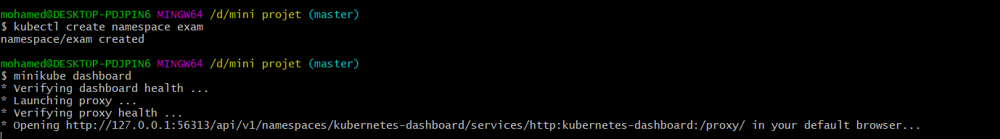 mohamed@DESKTOP-PDJPIN6 MINGW64 /d/mini projet (master)
$ kubectl create namespace exam
namespace/exam created
mohamed@DESKTOP-PDJPIN6 MINGW64 /d/mini projet (master)
$ minikube dashboard
* Verifying dashboard health ...
* Launching proxy ...
* Verifying proxy health ...
* Opening http://127.0.0.1:56313/api/v1/namespaces/kubernetes-dashboard/services/http:kubernetes-dashboard:/proxy/ in your default browser...